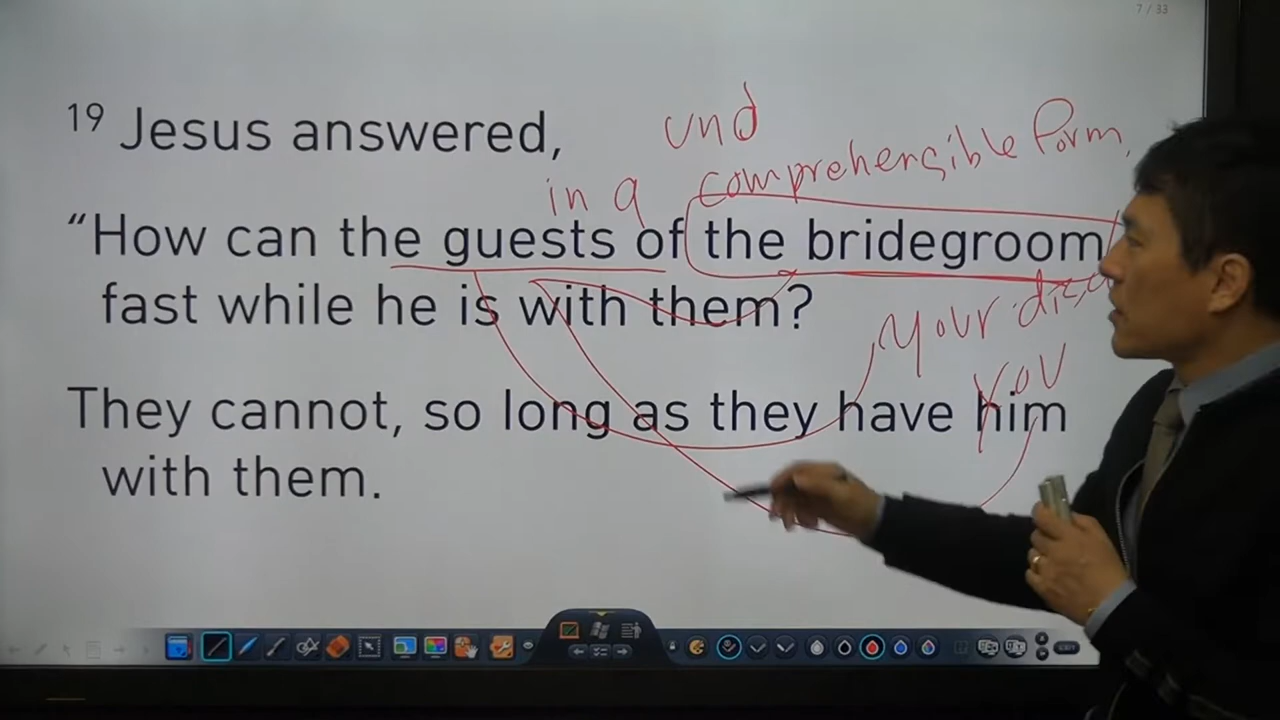 7 / 33
19 Jesus answered,
und
in a comprehensible form,
“How can the guests of the bridegroom
fast while he is with them?
your disc
You
They cannot, so long as they have him
with them.